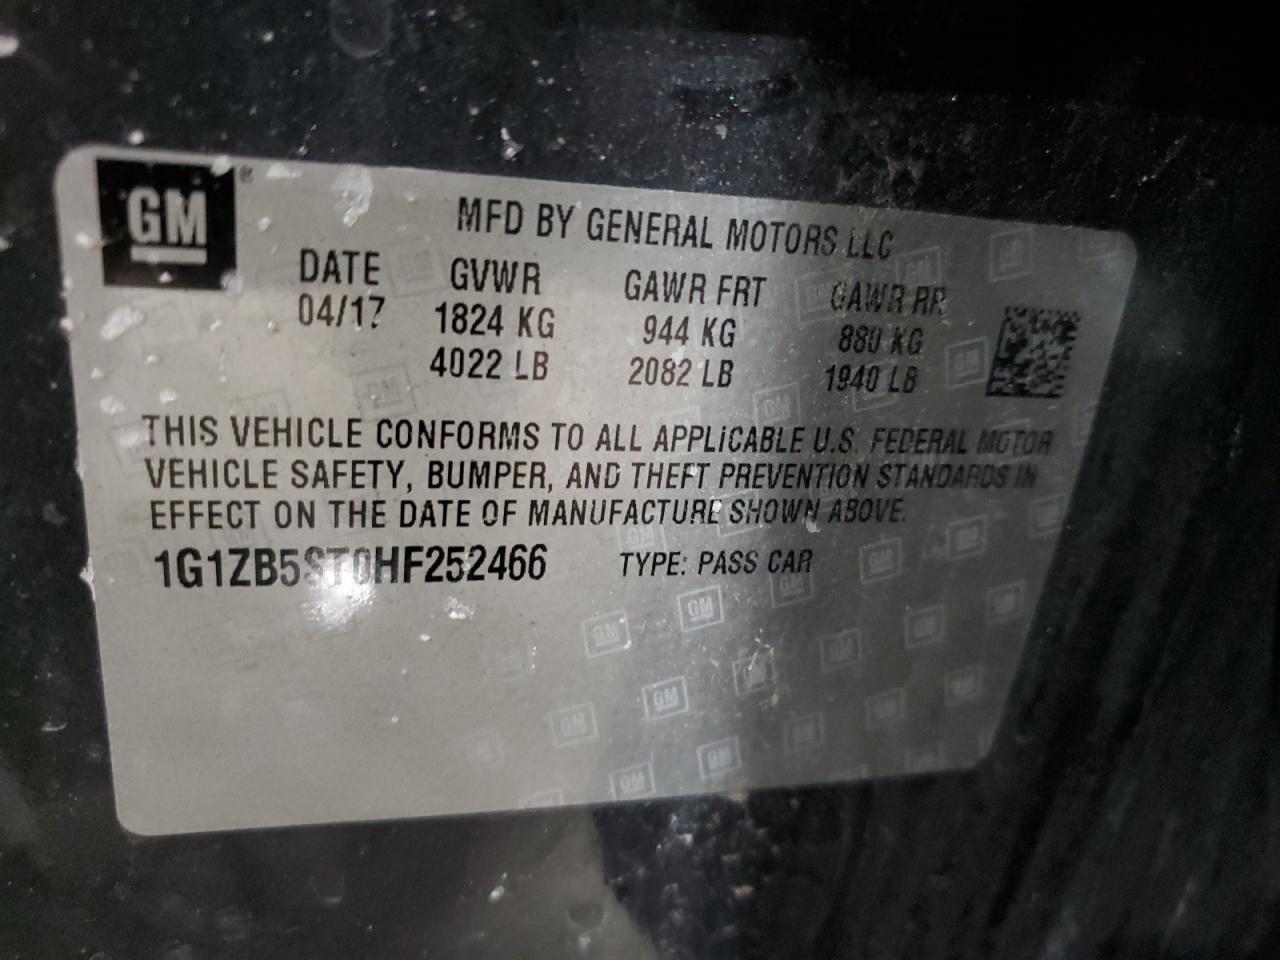 GM ®
MFD BY GENERAL MOTORS LLC
DATE GVWR GAWR FRT GAWR RR
04/17 1824 KG 944 KG 880 KG
4022 LB 2082 LB 1940 LB
THIS VEHICLE CONFORMS TO ALL APPLICABLE U.S. FEDERAL MOTOR
VEHICLE SAFETY, BUMPER, AND THEFT PREVENTION STANDARDS IN
EFFECT ON THE DATE OF MANUFACTURE SHOWN ABOVE.
1G1ZB5ST0HF252466 TYPE: PASS CAR